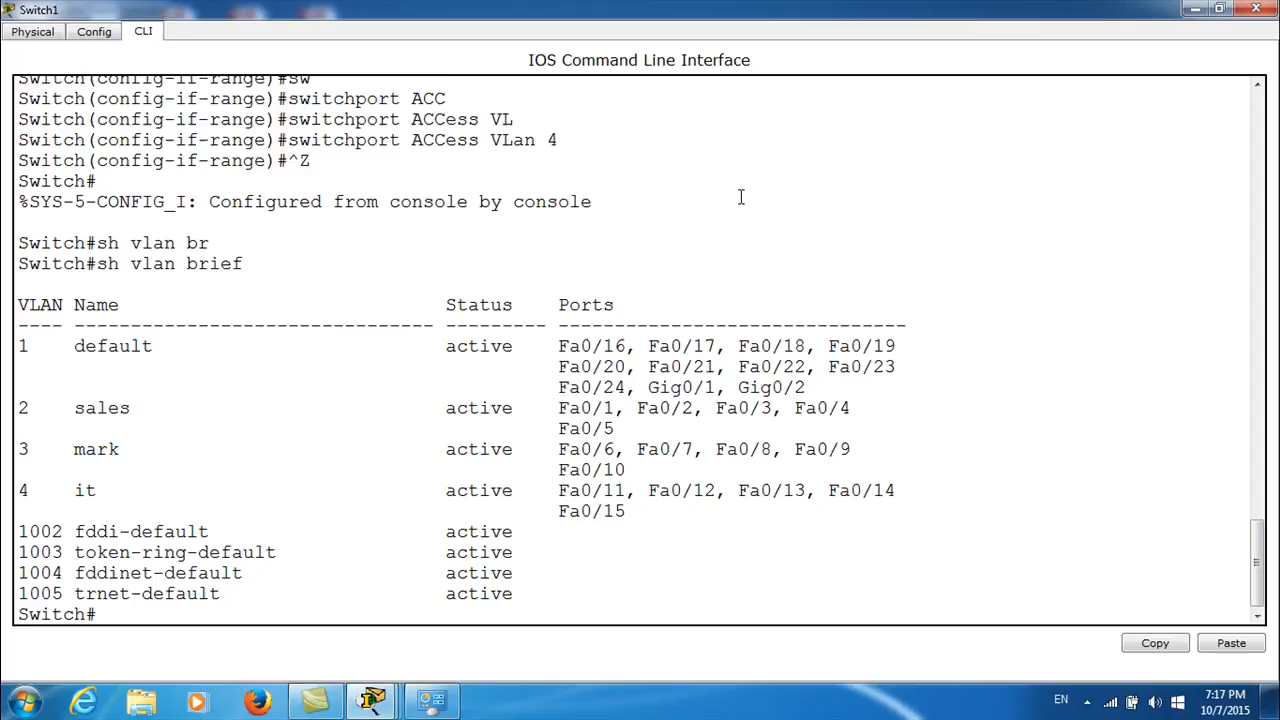 Switch1
Physical Config CLI
IOS Command Line Interface
Switch(config-if-range)#sw
Switch(config-if-range)#switchport ACC
Switch(config-if-range)#switchport ACCess VL
Switch(config-if-range)#switchport ACCess VLan 4
Switch(config-if-range)#^Z
Switch#
%SYS-5-CONFIG_I: Configured from console by console
Switch#sh vlan br
Switch#sh vlan brief
VLAN Name Status Ports
---- -------------------------------- --------- -------------------------------
1 default active Fa0/16, Fa0/17, Fa0/18, Fa0/19
Fa0/20, Fa0/21, Fa0/22, Fa0/23
Fa0/24, Gig0/1, Gig0/2
2 sales active Fa0/1, Fa0/2, Fa0/3, Fa0/4
Fa0/5
3 mark active Fa0/6, Fa0/7, Fa0/8, Fa0/9
Fa0/10
4 it active Fa0/11, Fa0/12, Fa0/13, Fa0/14
Fa0/15
1002 fddi-default active
1003 token-ring-default active
1004 fddinet-default active
1005 trnet-default active
Switch#
Copy Paste
EN 7:17 PM
10/7/2015